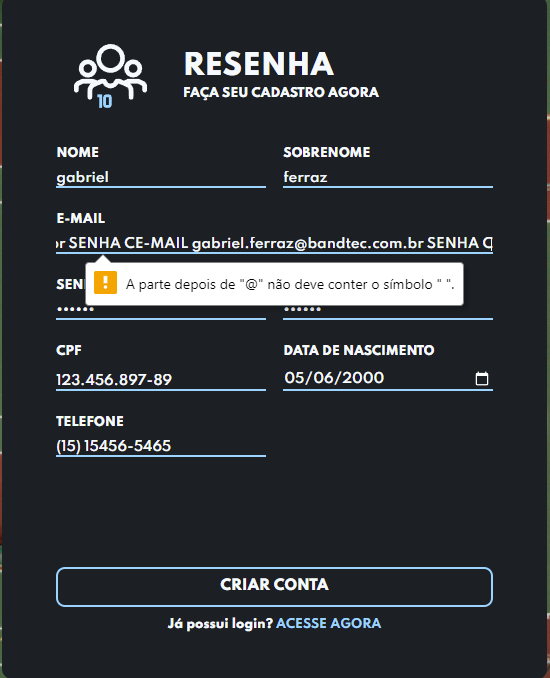 10
RESENHA
FAÇA SEU CADASTRO AGORA
NOME
SOBRENOME
gabriel
ferraz
E-MAIL
SENHA CE-MAIL gabriel.ferraz@bandtec.com.br SENHA
A parte depois de "@" não deve conter o símbolo " ".
CPF
DATA DE NASCIMENTO
123.456.897-89
05/06/2000
TELEFONE
(15) 15456-5465
CRIAR CONTA
Já possui login? ACESSE AGORA